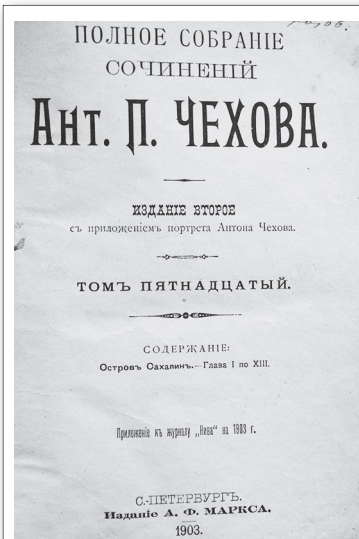 ПОЛНОЕ СОБРАНІЕ
СОЧИНЕНІЙ
АНТ. П. ЧЕХОВА.
ИЗДАНІЕ ВТОРОЕ
съ приложеніемъ портрета Антона Чехова.
ТОМЪ ПЯТНАДЦАТЫЙ.
СОДЕРЖАНІЕ:
Островъ Сахалинъ.—Глава I по XIII.
Приложеніе къ журналу „Нива“ на 1903 г.
С.-ПЕТЕРБУРГЪ.
Изданіе А. Ф. МАРКСА.
1903.